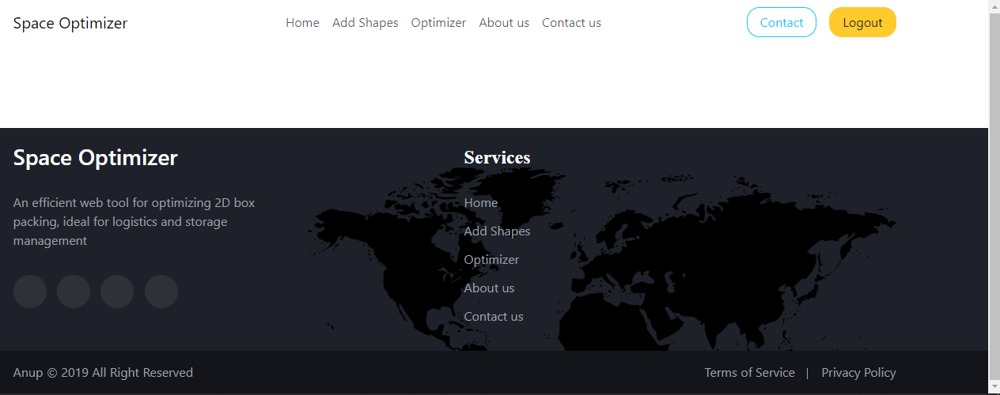 Space Optimizer Home Add Shapes Optimizer About us Contact us Contact Logout
Space Optimizer
An efficient web tool for optimizing 2D box
packing, ideal for logistics and storage
management
Services
Home
Add Shapes
Optimizer
About us
Contact us
Anup © 2019 All Right Reserved
Terms of Service | Privacy Policy